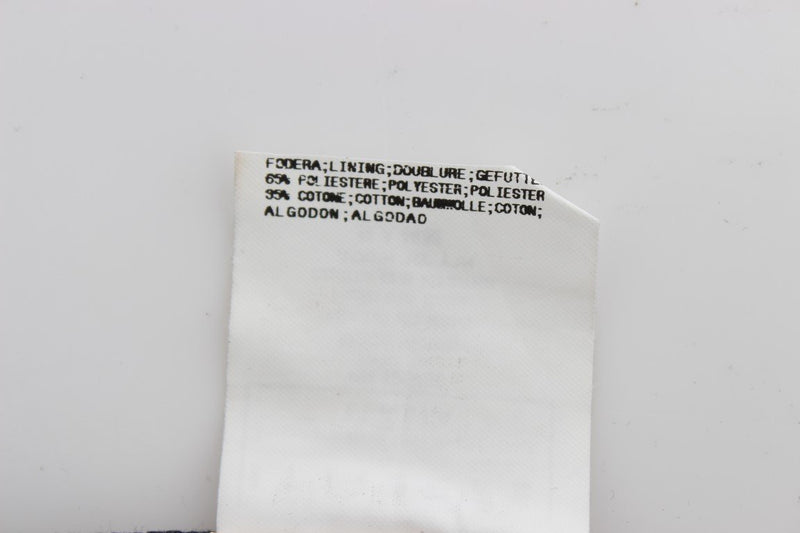 FODERA;LINING;DOUBLURE;GEFUTTE
65% POLIESTERE;POLYESTER;POLIESTER
35% COTONE;COTTON;BAUMWOLLE;COTON;
ALGODON;ALGODAO